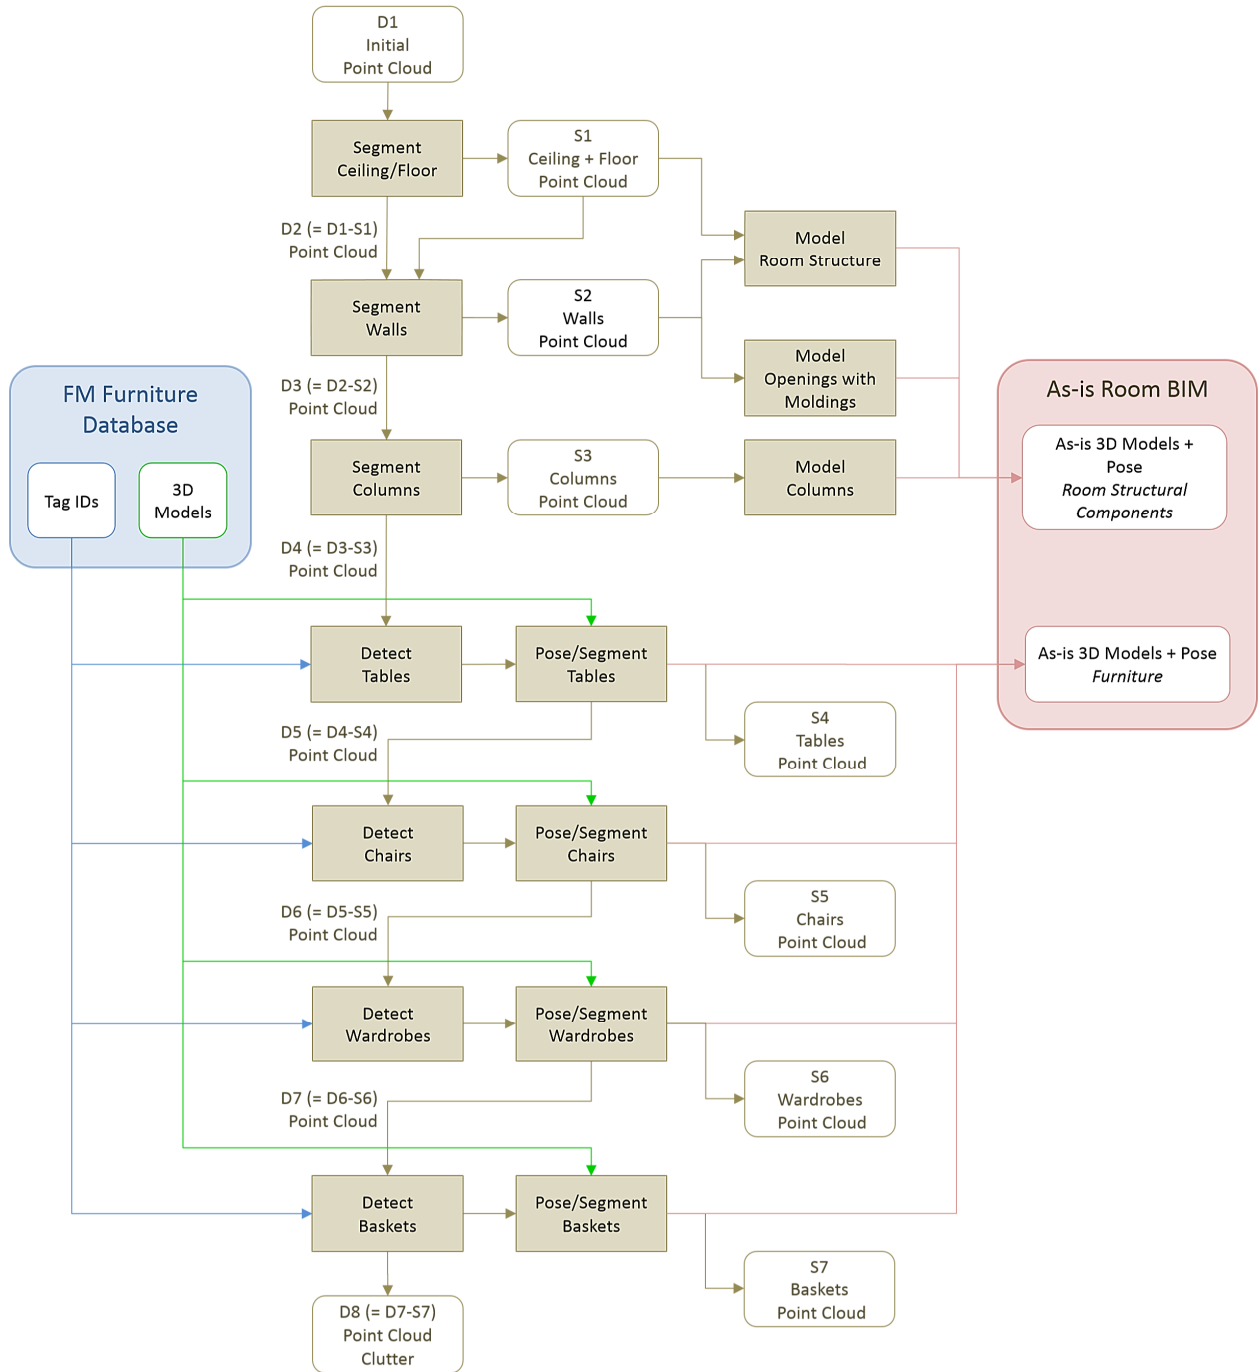 D1
Initial
Point Cloud
Segment
Ceiling/Floor
S1
Ceiling + Floor
Point Cloud
D2 (= D1-S1)
Point Cloud
Model
Room Structure
Segment
Walls
S2
Walls
Point Cloud
Model
Openings with
Moldings
D3 (= D2-S2)
Point Cloud
FM Furniture
Database
Tag IDs
3D
Models
As-is Room BIM
As-is 3D Models +
Pose
Room Structural
Components
Segment
Columns
S3
Columns
Point Cloud
Model
Columns
D4 (= D3-S3)
Point Cloud
Detect
Tables
Pose/Segment
Tables
As-is 3D Models + Pose
Furniture
S4
Tables
Point Cloud
D5 (= D4-S4)
Point Cloud
Detect
Chairs
Pose/Segment
Chairs
S5
Chairs
Point Cloud
D6 (= D5-S5)
Point Cloud
Detect
Wardrobes
Pose/Segment
Wardrobes
S6
Wardrobes
Point Cloud
D7 (= D6-S6)
Point Cloud
Detect
Baskets
Pose/Segment
Baskets
S7
Baskets
Point Cloud
D8 (= D7-S7)
Point Cloud
Clutter